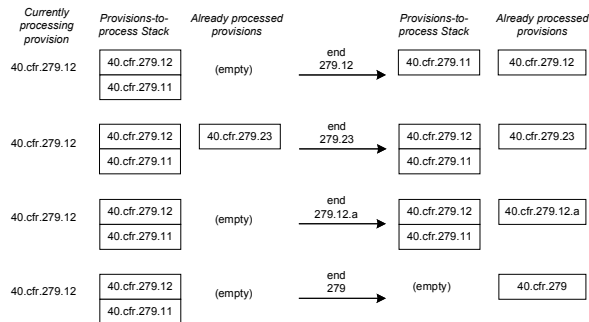 Currently processing provision
Provisions-to-process Stack
Already processed provisions
Provisions-to-process Stack
Already processed provisions
40.cfr.279.12
40.cfr.279.12
40.cfr.279.11
(empty)
end
279.12
40.cfr.279.11
40.cfr.279.12
40.cfr.279.12
40.cfr.279.12
40.cfr.279.11
40.cfr.279.23
end
279.23
40.cfr.279.12
40.cfr.279.11
40.cfr.279.23
40.cfr.279.12
40.cfr.279.12
40.cfr.279.11
(empty)
end
279.12.a
40.cfr.279.12
40.cfr.279.11
40.cfr.279.12.a
40.cfr.279.12
40.cfr.279.12
40.cfr.279.11
(empty)
end
279
(empty)
40.cfr.279